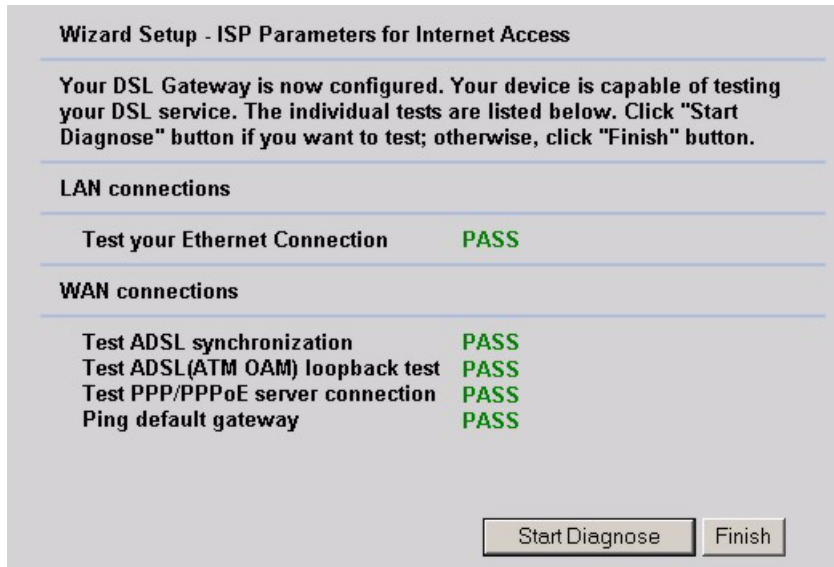 Wizard Setup - ISP Parameters for Internet Access
Your DSL Gateway is now configured. Your device is capable of testing
your DSL service. The individual tests are listed below. Click "Start
Diagnose" button if you want to test; otherwise, click "Finish" button.
LAN connections
Test your Ethernet Connection PASS
WAN connections
Test ADSL synchronization PASS
Test ADSL(ATM OAM) loopback test PASS
Test PPP/PPPoE server connection PASS
Ping default gateway PASS
Start Diagnose Finish